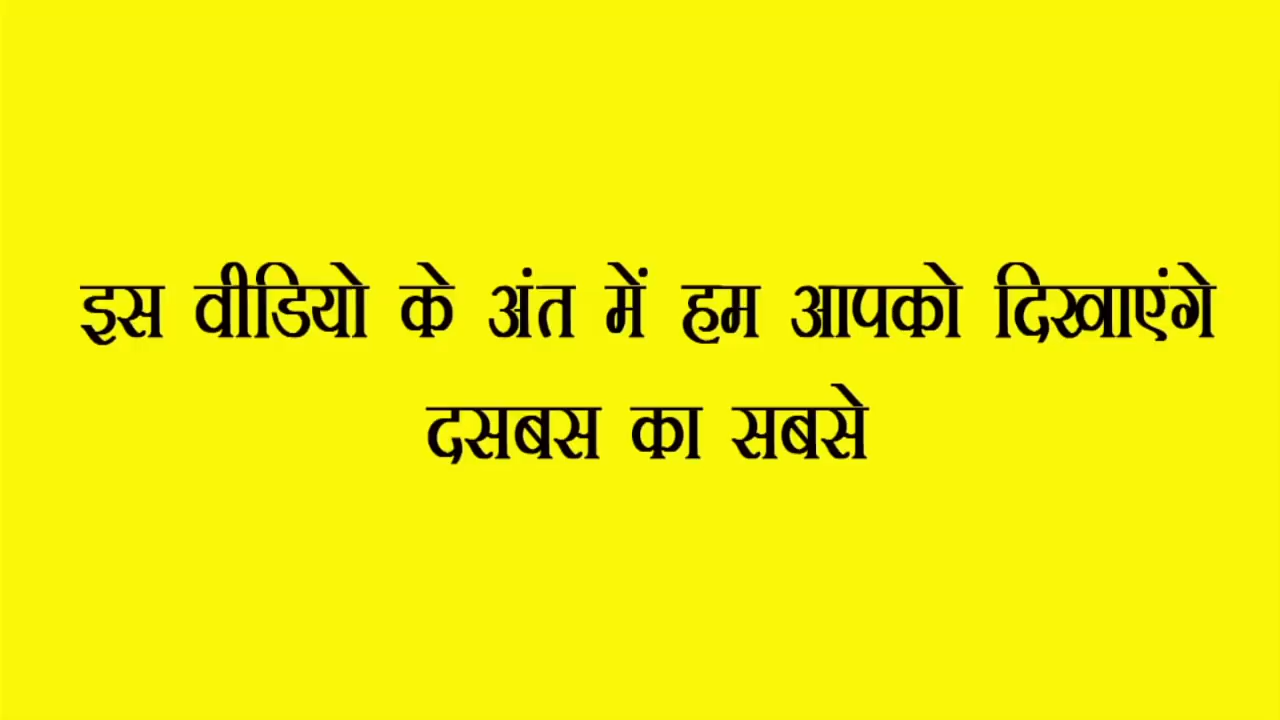 इस वीडियो के अंत में हम आपको दिखाएंगे
दसबस का सबसे